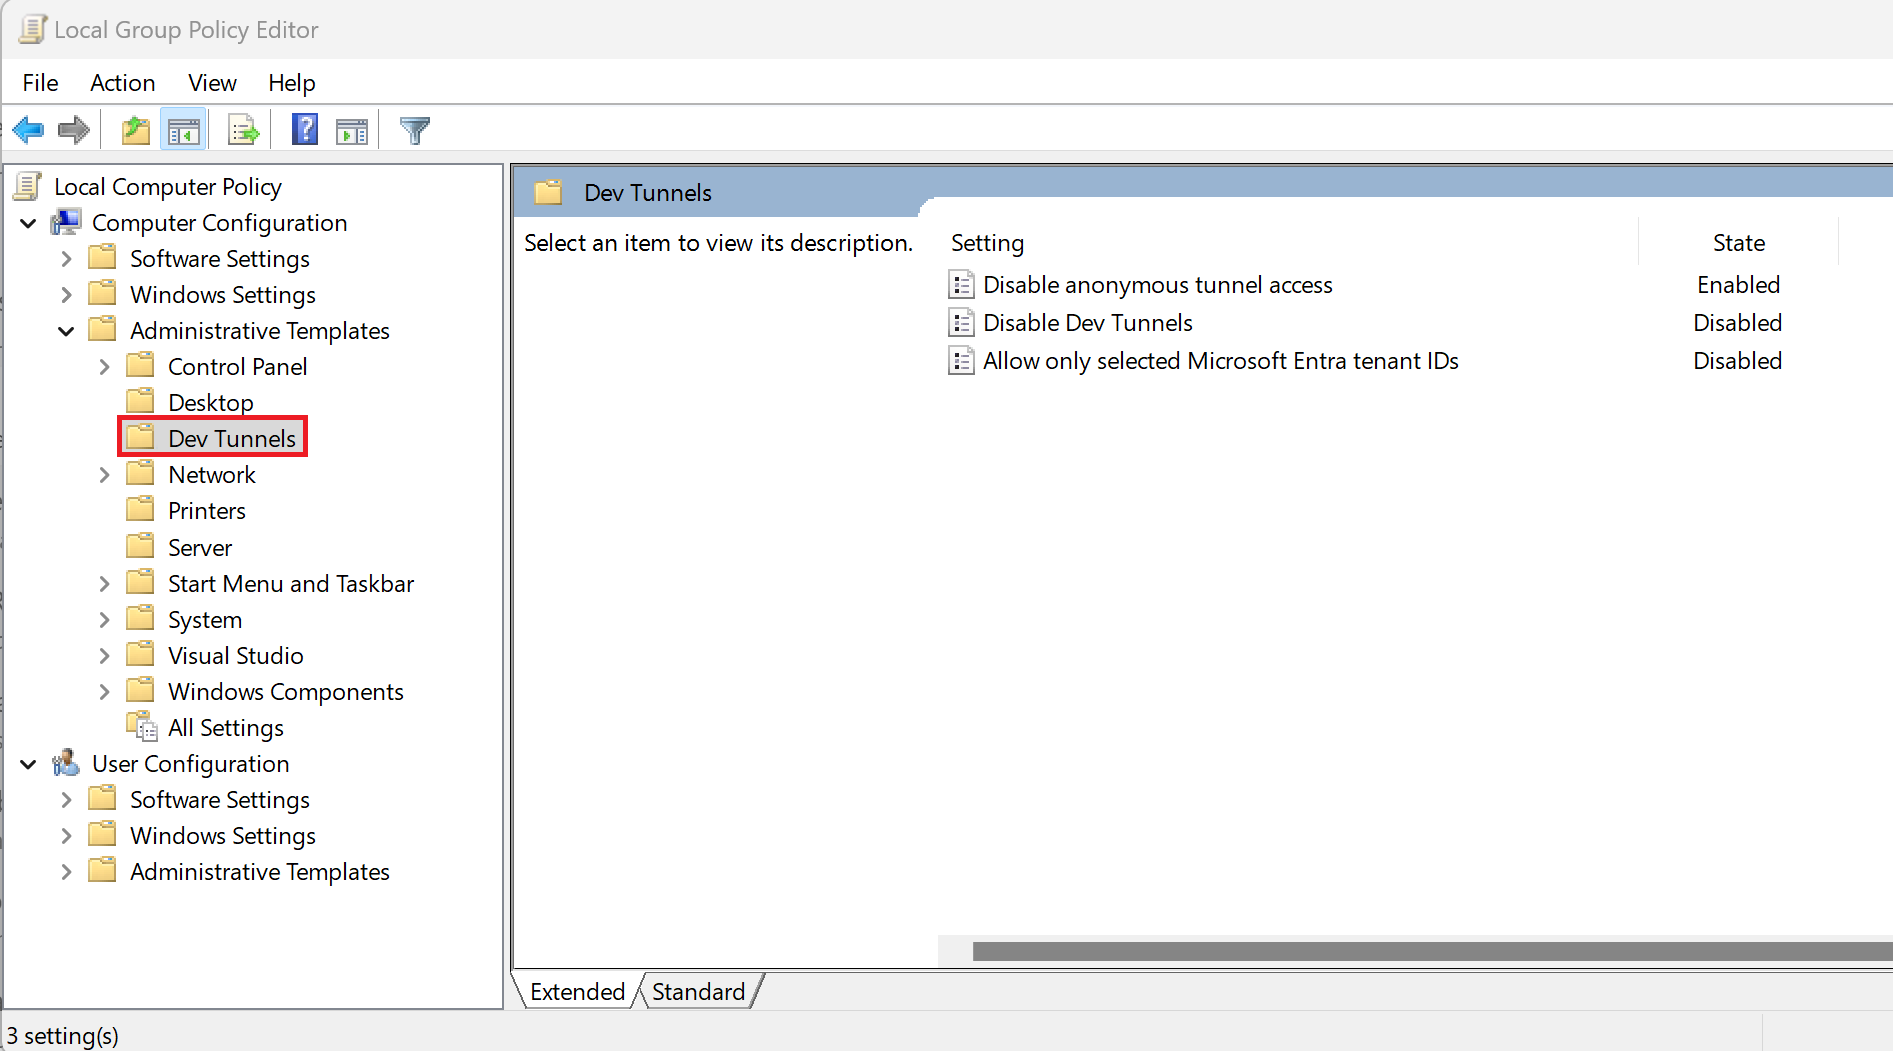 Local Group Policy Editor
File Action View Help
Local Computer Policy
Computer Configuration
Software Settings
Windows Settings
Administrative Templates
Control Panel
Desktop
Dev Tunnels
Network
Printers
Server
Start Menu and Taskbar
System
Visual Studio
Windows Components
All Settings
User Configuration
Software Settings
Windows Settings
Administrative Templates
Dev Tunnels
Select an item to view its description.
Setting State
Disable anonymous tunnel access Enabled
Disable Dev Tunnels Disabled
Allow only selected Microsoft Entra tenant IDs Disabled
Extended Standard
3 setting(s)